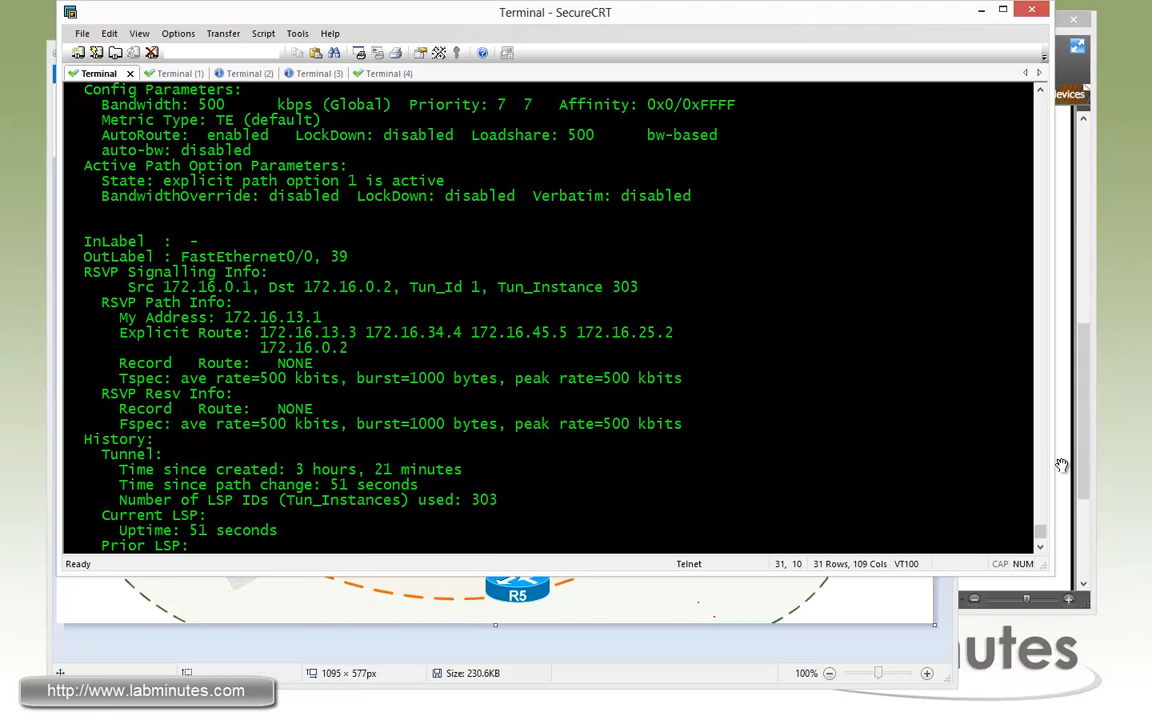 Terminal - SecureCRT
File Edit View Options Transfer Script Tools Help
Terminal Terminal (1) Terminal (2) Terminal (3) Terminal (4)
Config Parameters:
Bandwidth: 500 kbps (Global) Priority: 7 7 Affinity: 0x0/0xFFFF
Metric Type: TE (default)
AutoRoute: enabled LockDown: disabled Loadshare: 500 bw-based
auto-bw: disabled
Active Path Option Parameters:
State: explicit path option 1 is active
BandwidthOverride: disabled LockDown: disabled Verbatim: disabled
InLabel : -
OutLabel : FastEthernet0/0, 39
RSVP Signalling Info:
Src 172.16.0.1, Dst 172.16.0.2, Tun_Id 1, Tun_Instance 303
RSVP Path Info:
My Address: 172.16.13.1
Explicit Route: 172.16.13.3 172.16.34.4 172.16.45.5 172.16.25.2
172.16.0.2
Record Route: NONE
Tspec: ave rate=500 kbits, burst=1000 bytes, peak rate=500 kbits
RSVP Resv Info:
Record Route: NONE
Fspec: ave rate=500 kbits, burst=1000 bytes, peak rate=500 kbits
History:
Tunnel:
Time since created: 3 hours, 21 minutes
Time since path change: 51 seconds
Number of LSP IDs (Tun_Instances) used: 303
Current LSP:
Uptime: 51 seconds
Prior LSP:
Ready Telnet 31, 10 31 Rows, 109 Cols VT100 CAP NUM
evices
R5
1095 × 577px Size: 230.6KB 100%
nutes
http://www.labminutes.com